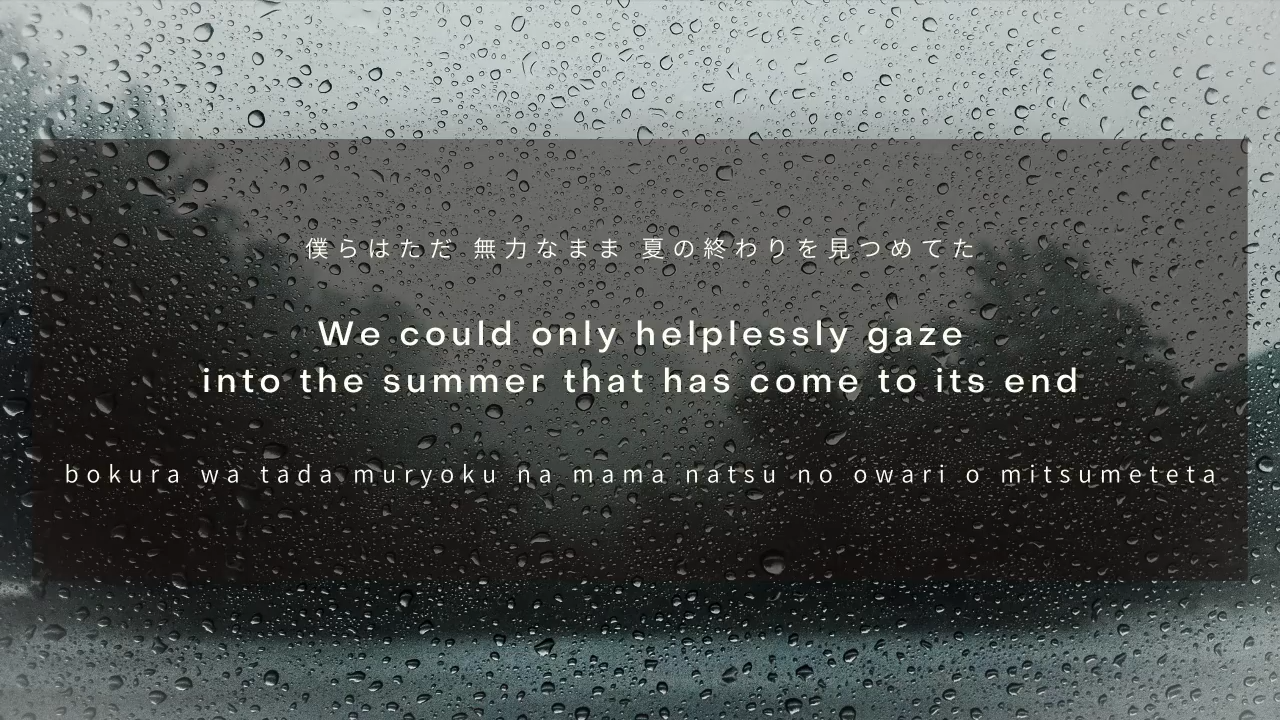 僕らはただ 無力なまま 夏の終わりを見つめてた
We could only helplessly gaze
into the summer that has come to its end
bokura wa tada muryoku na mama natsu no owari o mitsumeteta